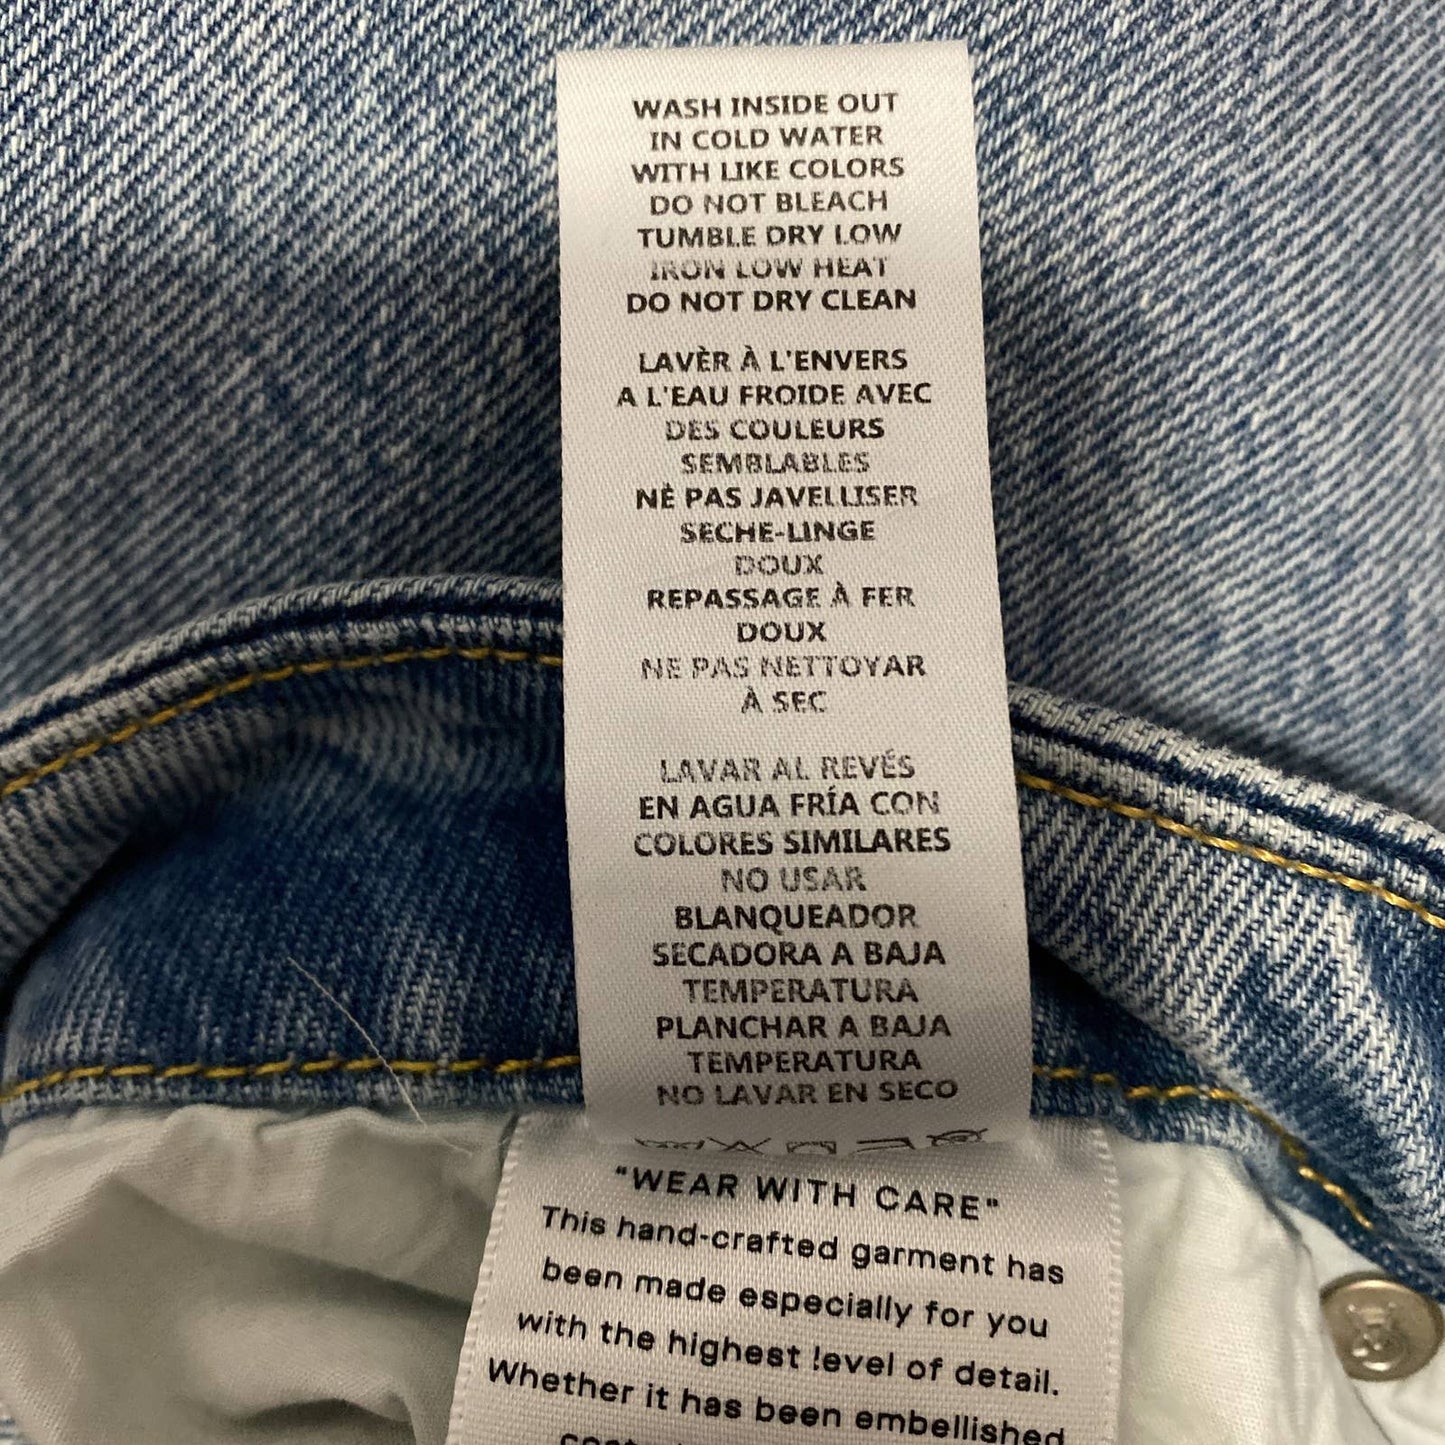 WASH INSIDE OUT
IN COLD WATER
WITH LIKE COLORS
DO NOT BLEACH
TUMBLE DRY LOW
IRON LOW HEAT
DO NOT DRY CLEAN
LAVÈR À L'ENVERS
A L'EAU FROIDE AVEC
DES COULEURS
SEMBLABLES
NÈ PAS JAVELLISER
SECHE-LINGE
DOUX
REPASSAGE À FER
DOUX
NE PAS NETTOYAR
À SEC
LAVAR AL REVÉS
EN AGUA FRÍA CON
COLORES SIMILARES
NO USAR
BLANQUEADOR
SECADORA A BAJA
TEMPERATURA
PLANCHAR A BAJA
TEMPERATURA
NO LAVAR EN SECO
"WEAR WITH CARE"
This hand-crafted garment has
been made especially for you
with the highest level of detail.
Whether it has been embellished